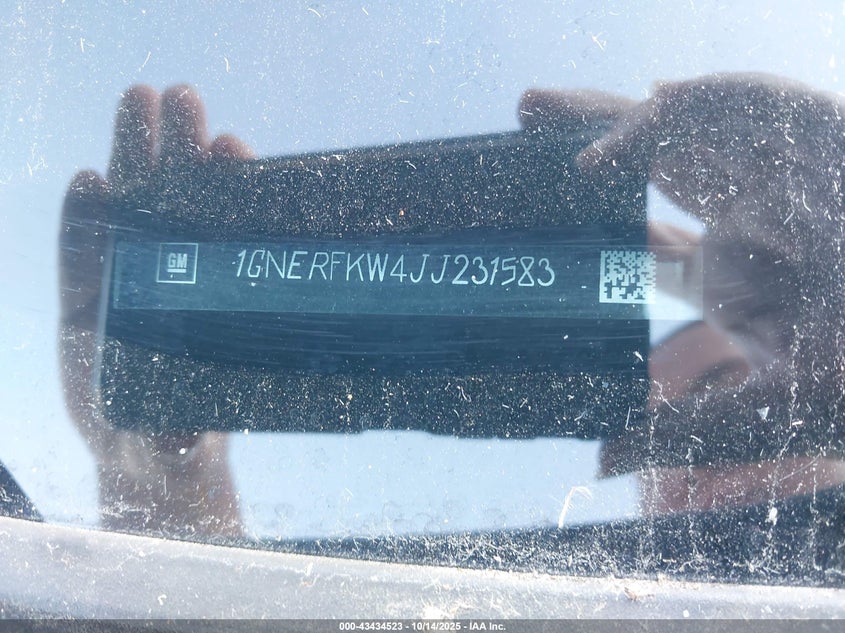 GM 1GNERFKW4JJ231583
000-43434523 - 10/14/2025 - IAA Inc.